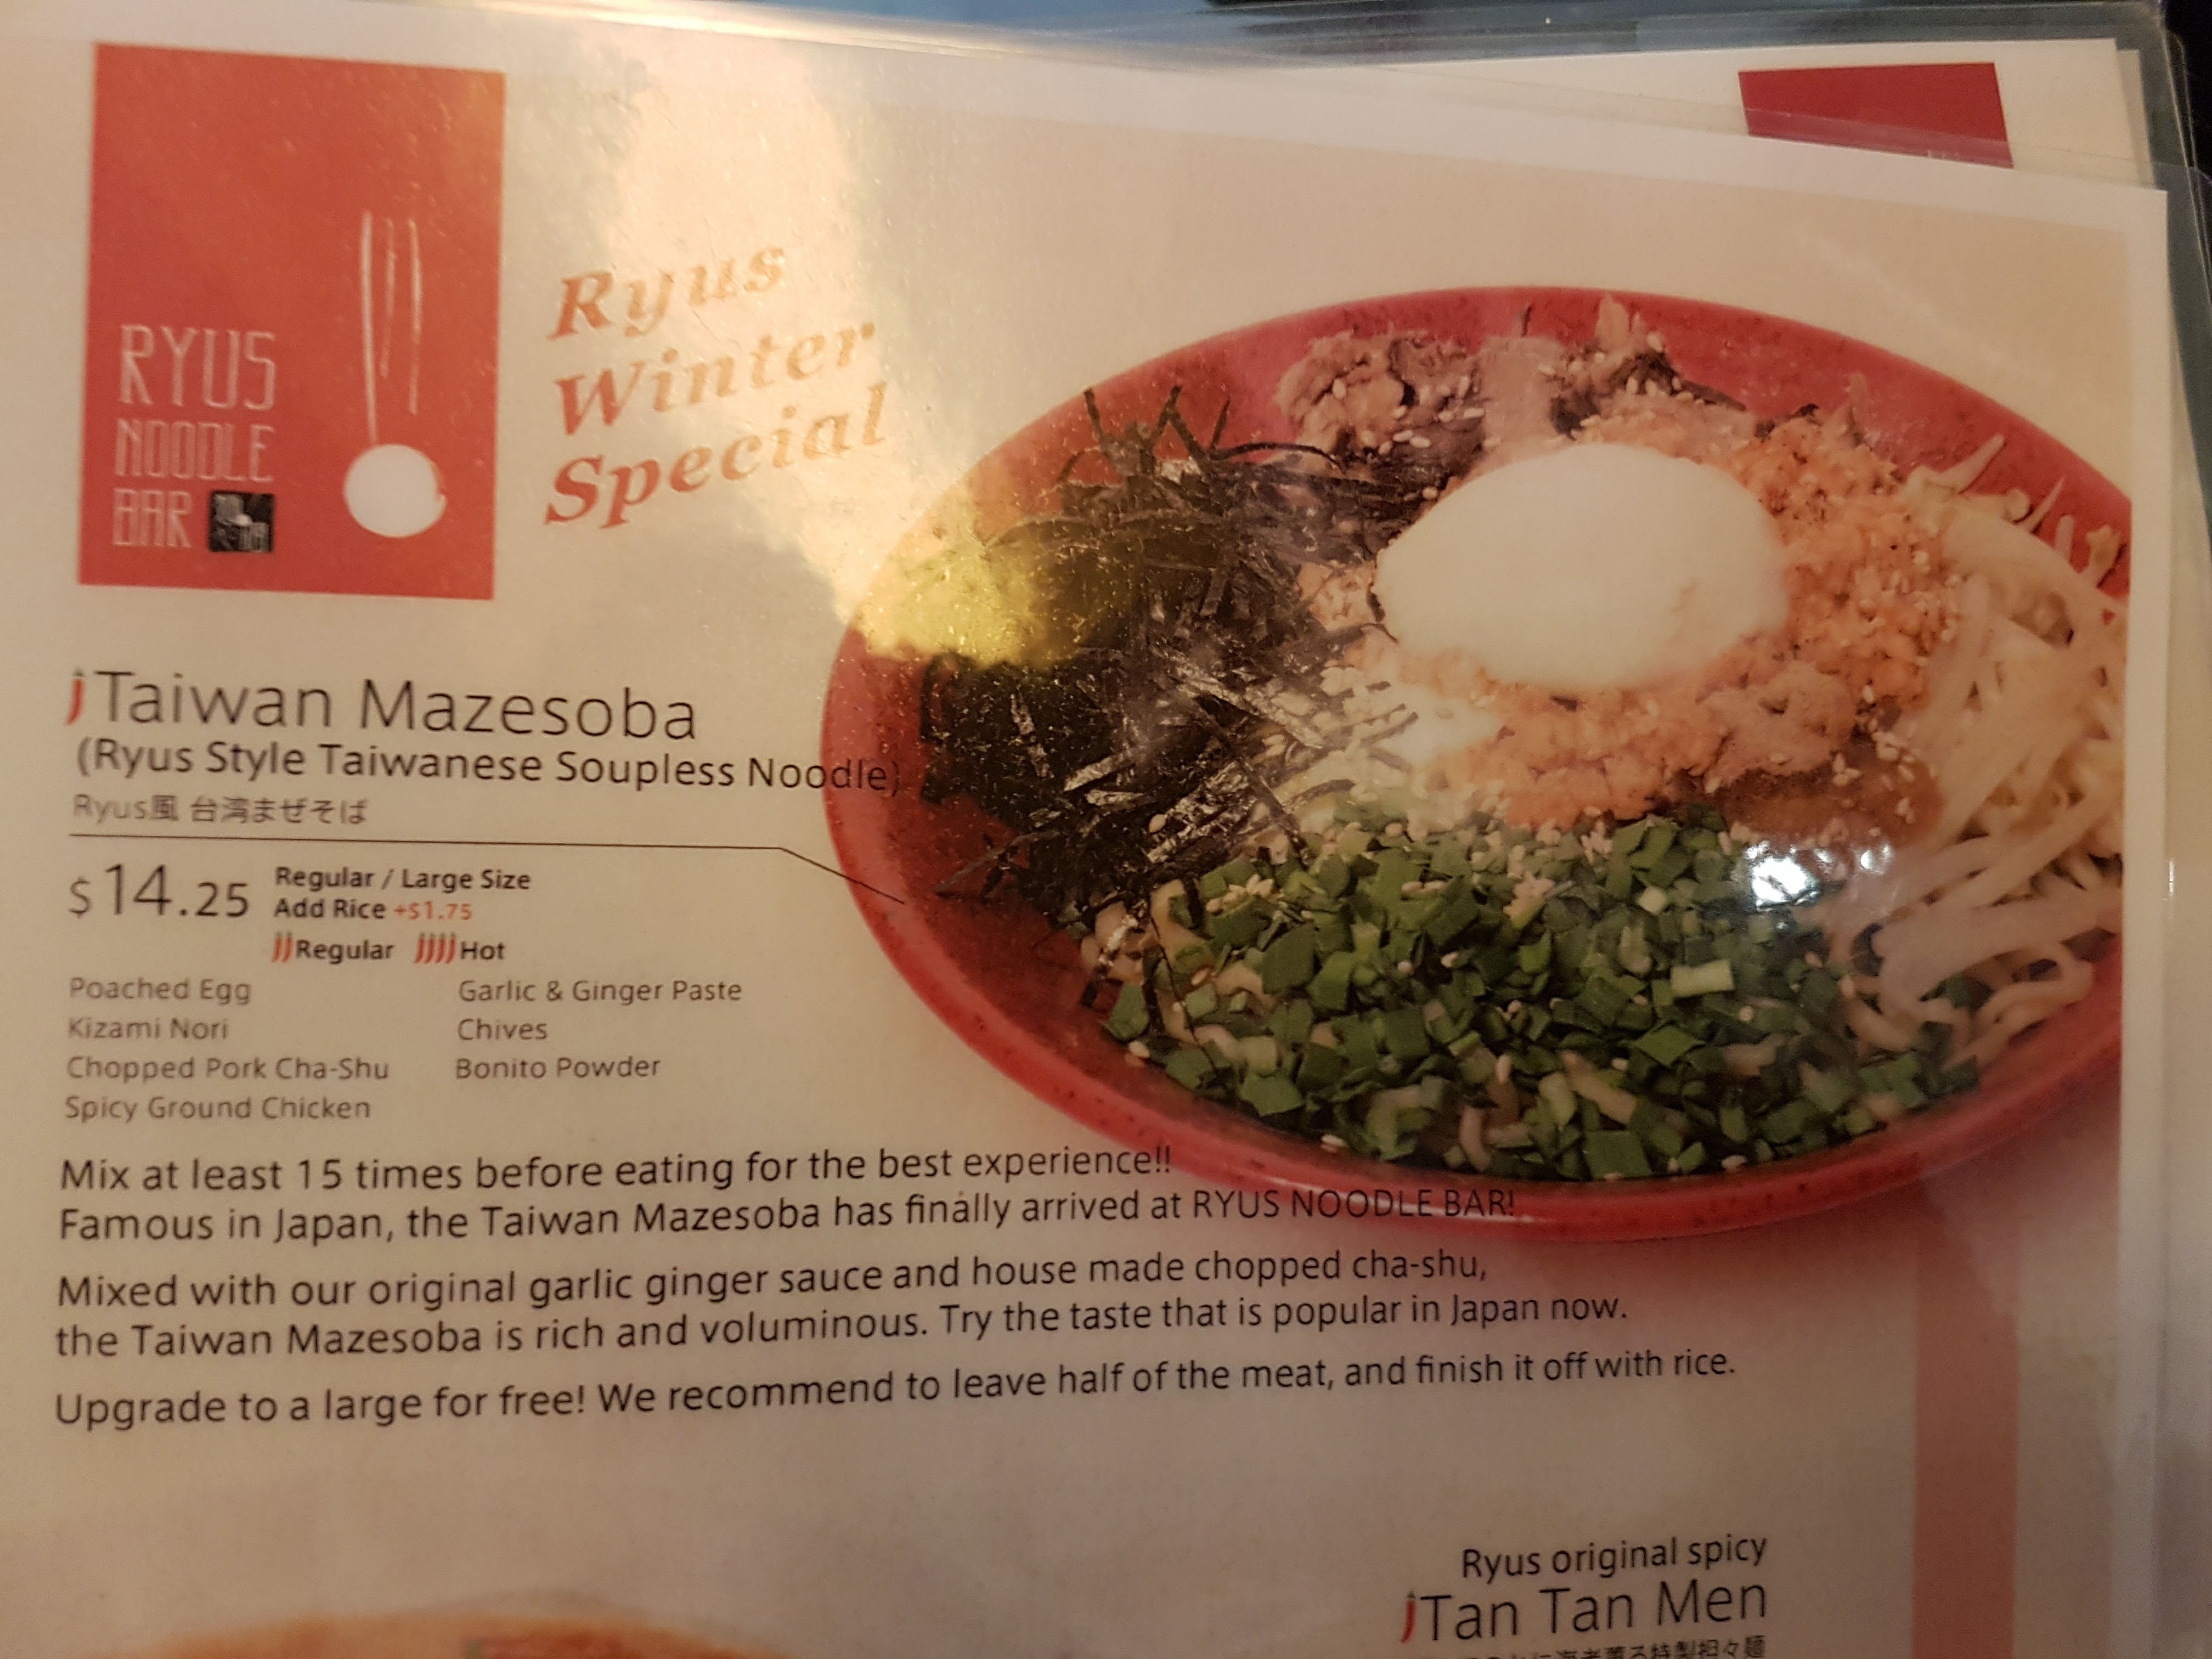 RYUS
NOODLE
BAR
Ryus
Winter
Special
Taiwan Mazesoba
(Ryus Style Taiwanese Soupless Noodle)
Ryus風 台湾まぜそば
$14.25
Regular / Large Size
Add Rice +$1.75
Regular Hot
Poached Egg
Kizami Nori
Chopped Pork Cha-Shu
Spicy Ground Chicken
Garlic & Ginger Paste
Chives
Bonito Powder
Mix at least 15 times before eating for the best experience!!
Famous in Japan, the Taiwan Mazesoba has finally arrived at RYUS NOODLE BAR!
Mixed with our original garlic ginger sauce and house made chopped cha-shu,
the Taiwan Mazesoba is rich and voluminous. Try the taste that is popular in Japan now.
Upgrade to a large for free! We recommend to leave half of the meat, and finish it off with rice.
Ryus original spicy
Tan Tan Men